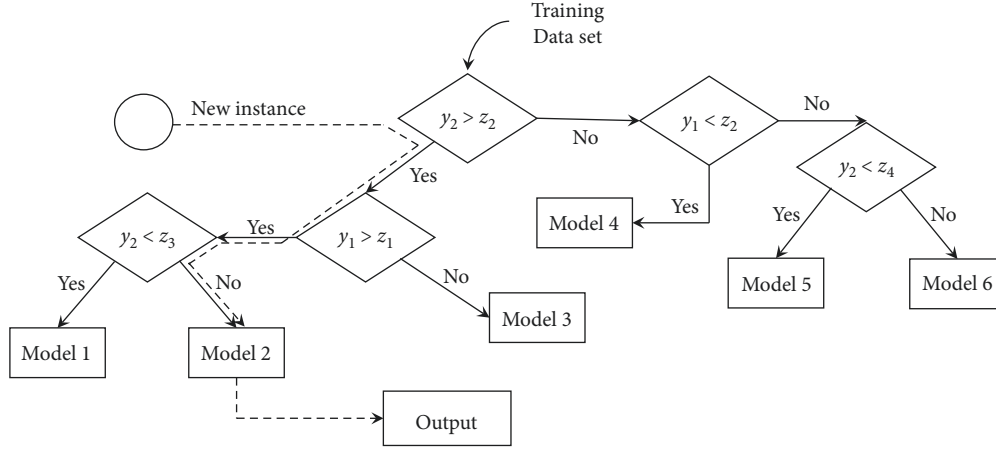 Training
Data set
New instance
y₂ > z₂
No
y₁ < z₂
No
Yes
y₂ < z₄
Yes
Model 4
Yes
No
y₂ < z₃
Yes
y₁ > z₁
Yes
No
No
Model 5
Model 6
Model 1
Model 2
Model 3
Output